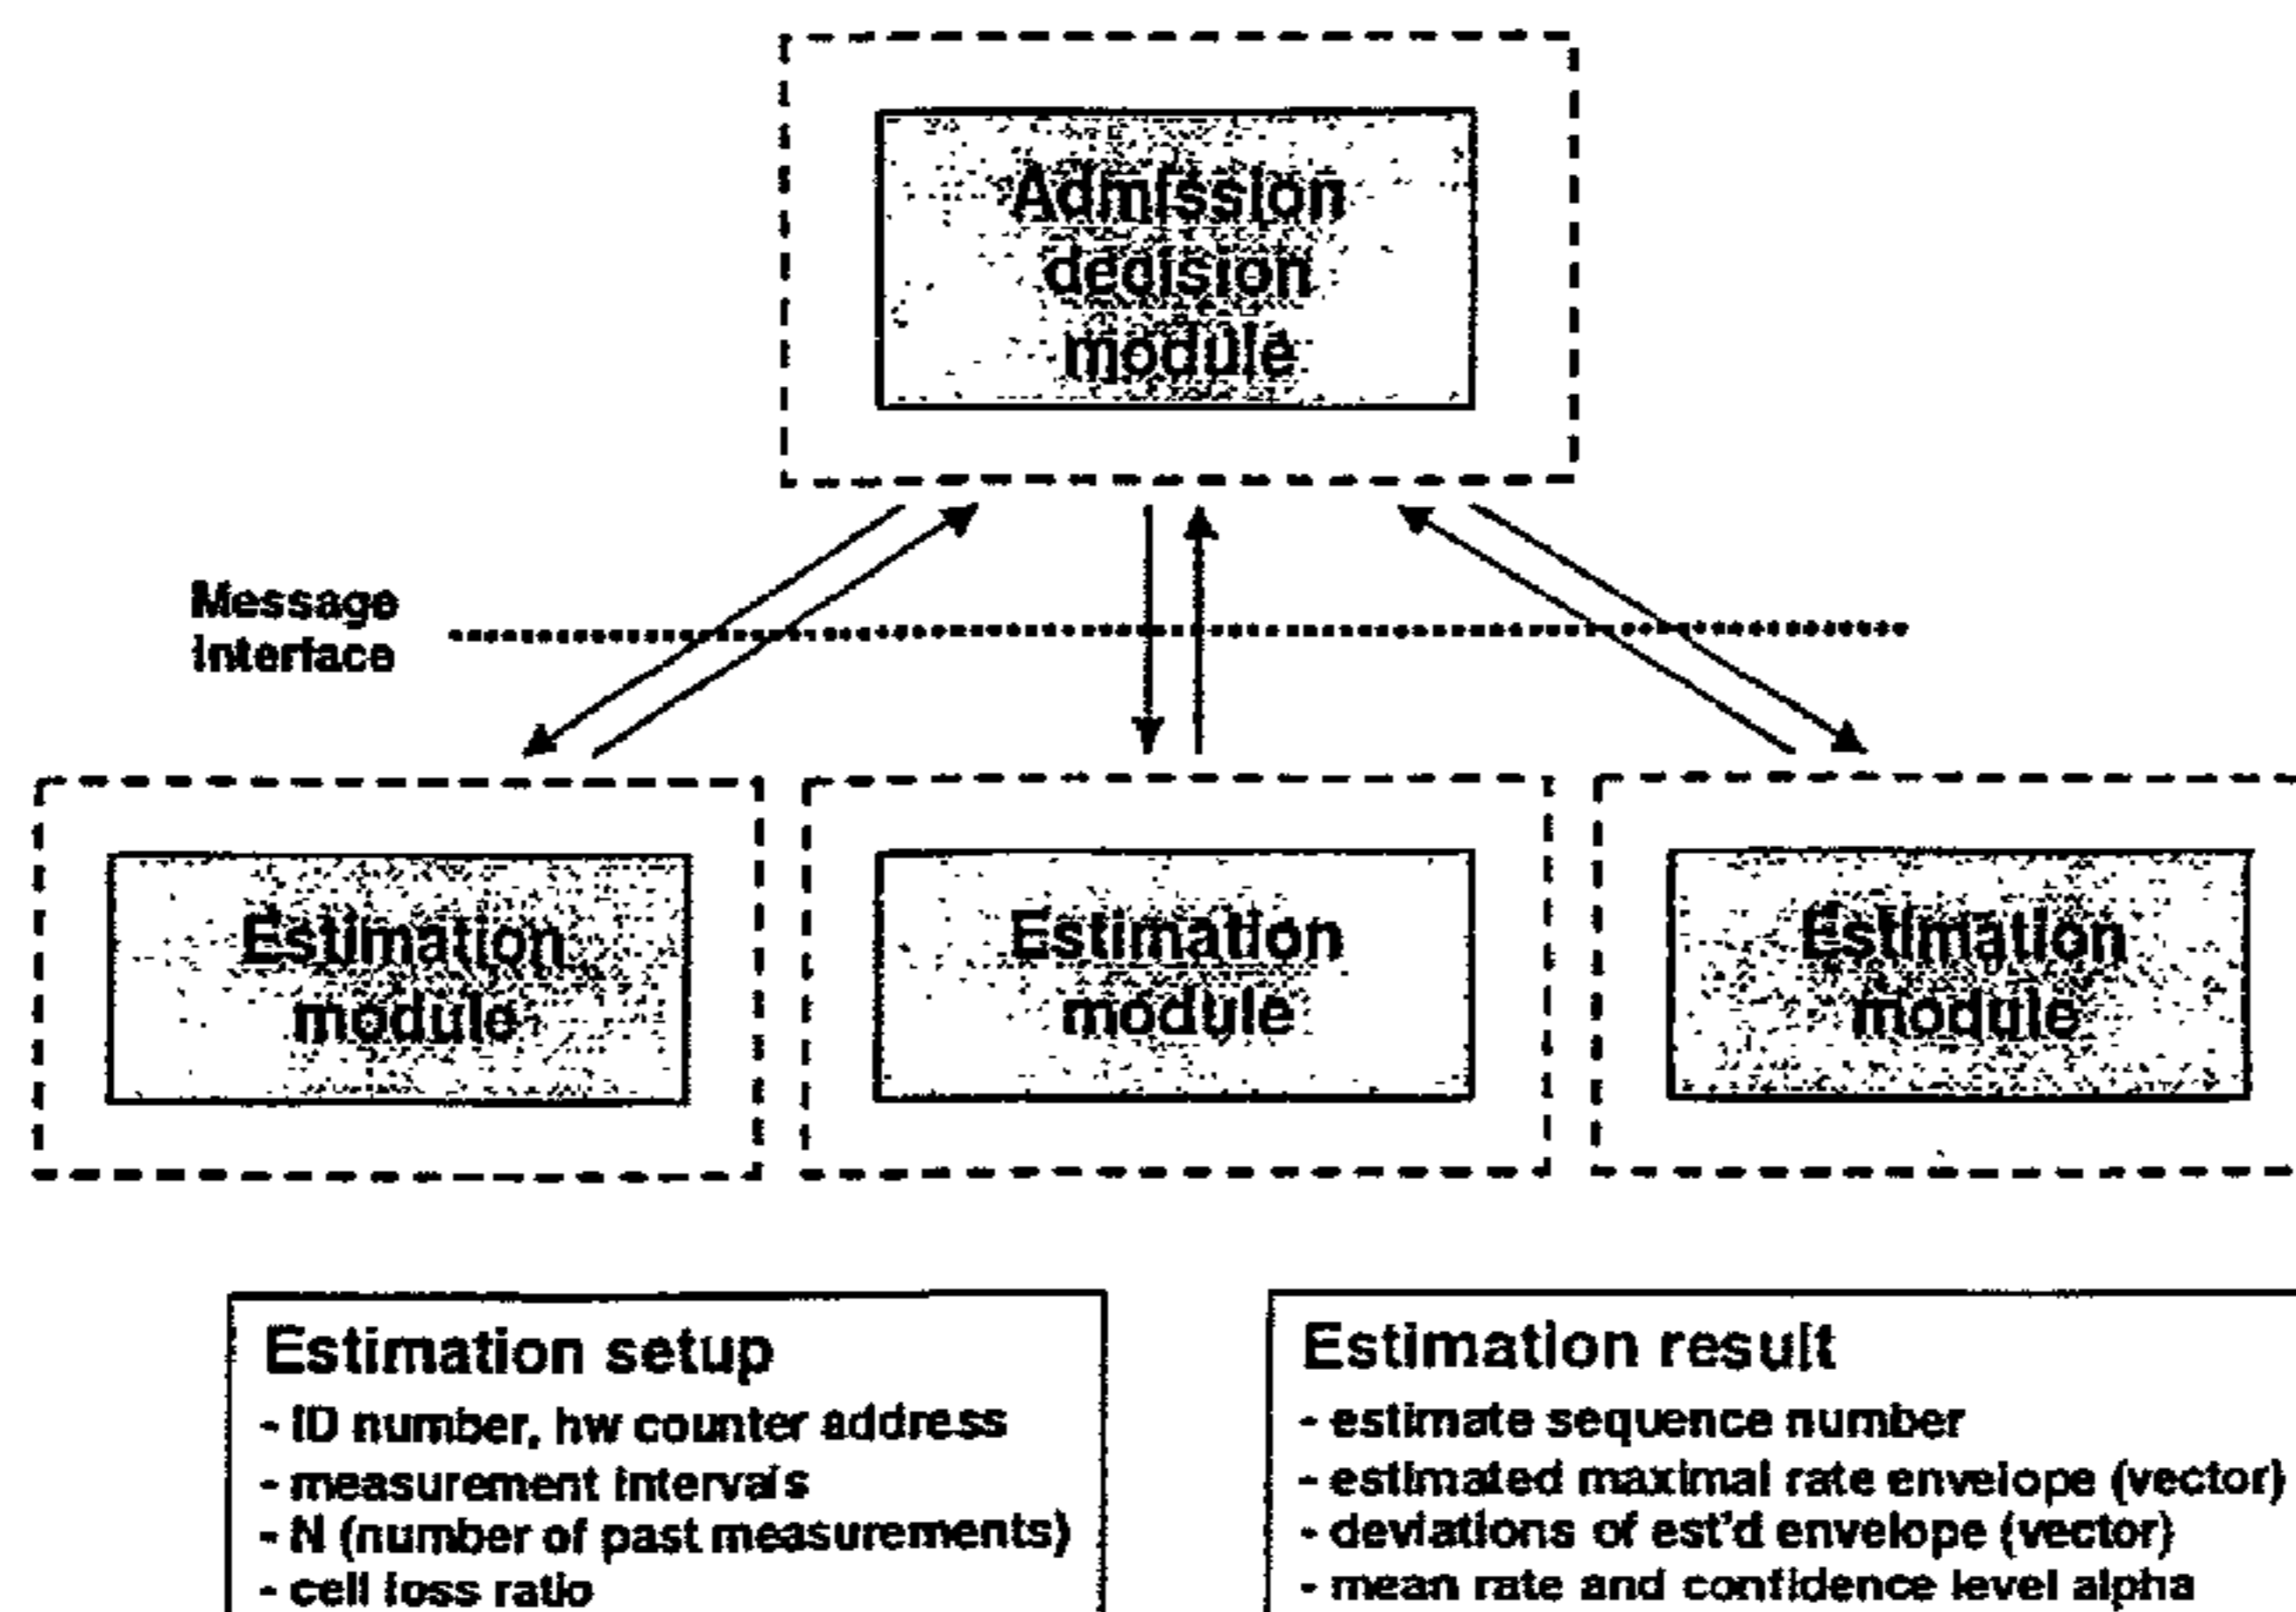 Admission
decision
module
Message
Interface
Estimation
module
Estimation
module
Estimation
module
Estimation setup
- ID number, hw counter address
- measurement intervals
- N (number of past measurements)
- cell loss ratio
Estimation result
- estimate sequence number
- estimated maximal rate envelope (vector)
- deviations of est'd envelope (vector)
- mean rate and confidence level alpha